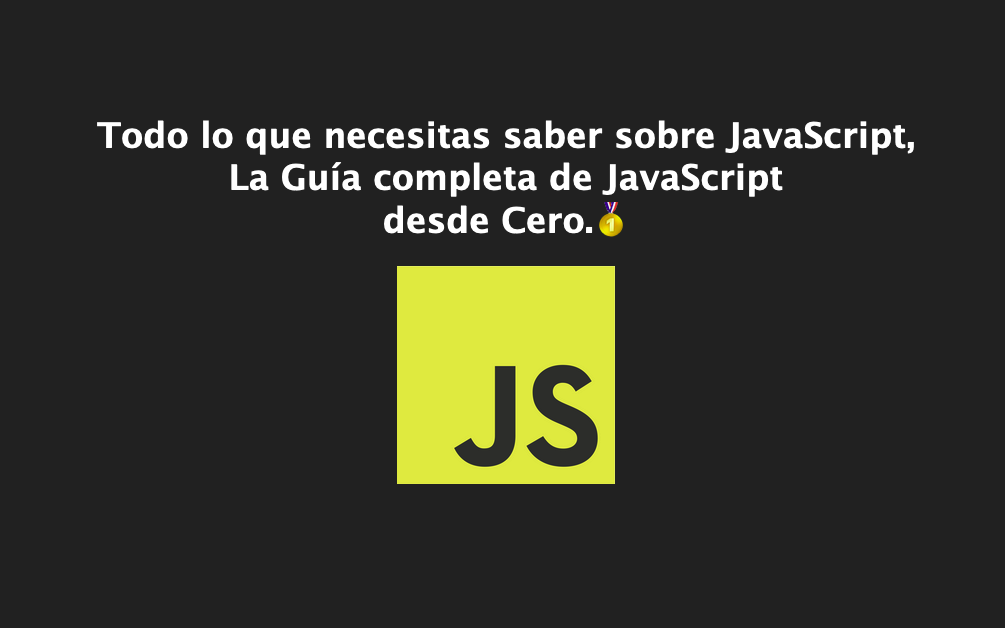 Todo lo que necesitas saber sobre JavaScript,
La Guía completa de JavaScript
desde Cero.🥇
JS